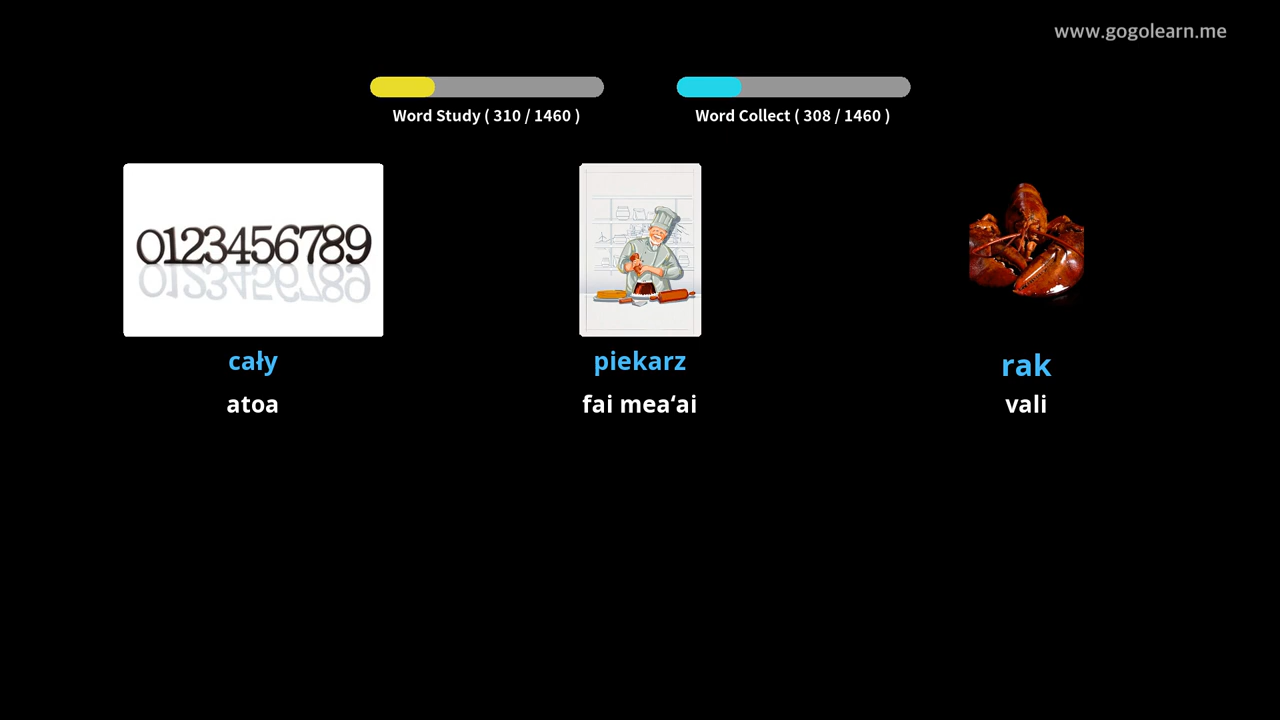 www.gogolearn.me
Word Study ( 310 / 1460 )
Word Collect ( 308 / 1460 )
0123456789
cały
piekarz
rak
atoa
fai mea‘ai
vali